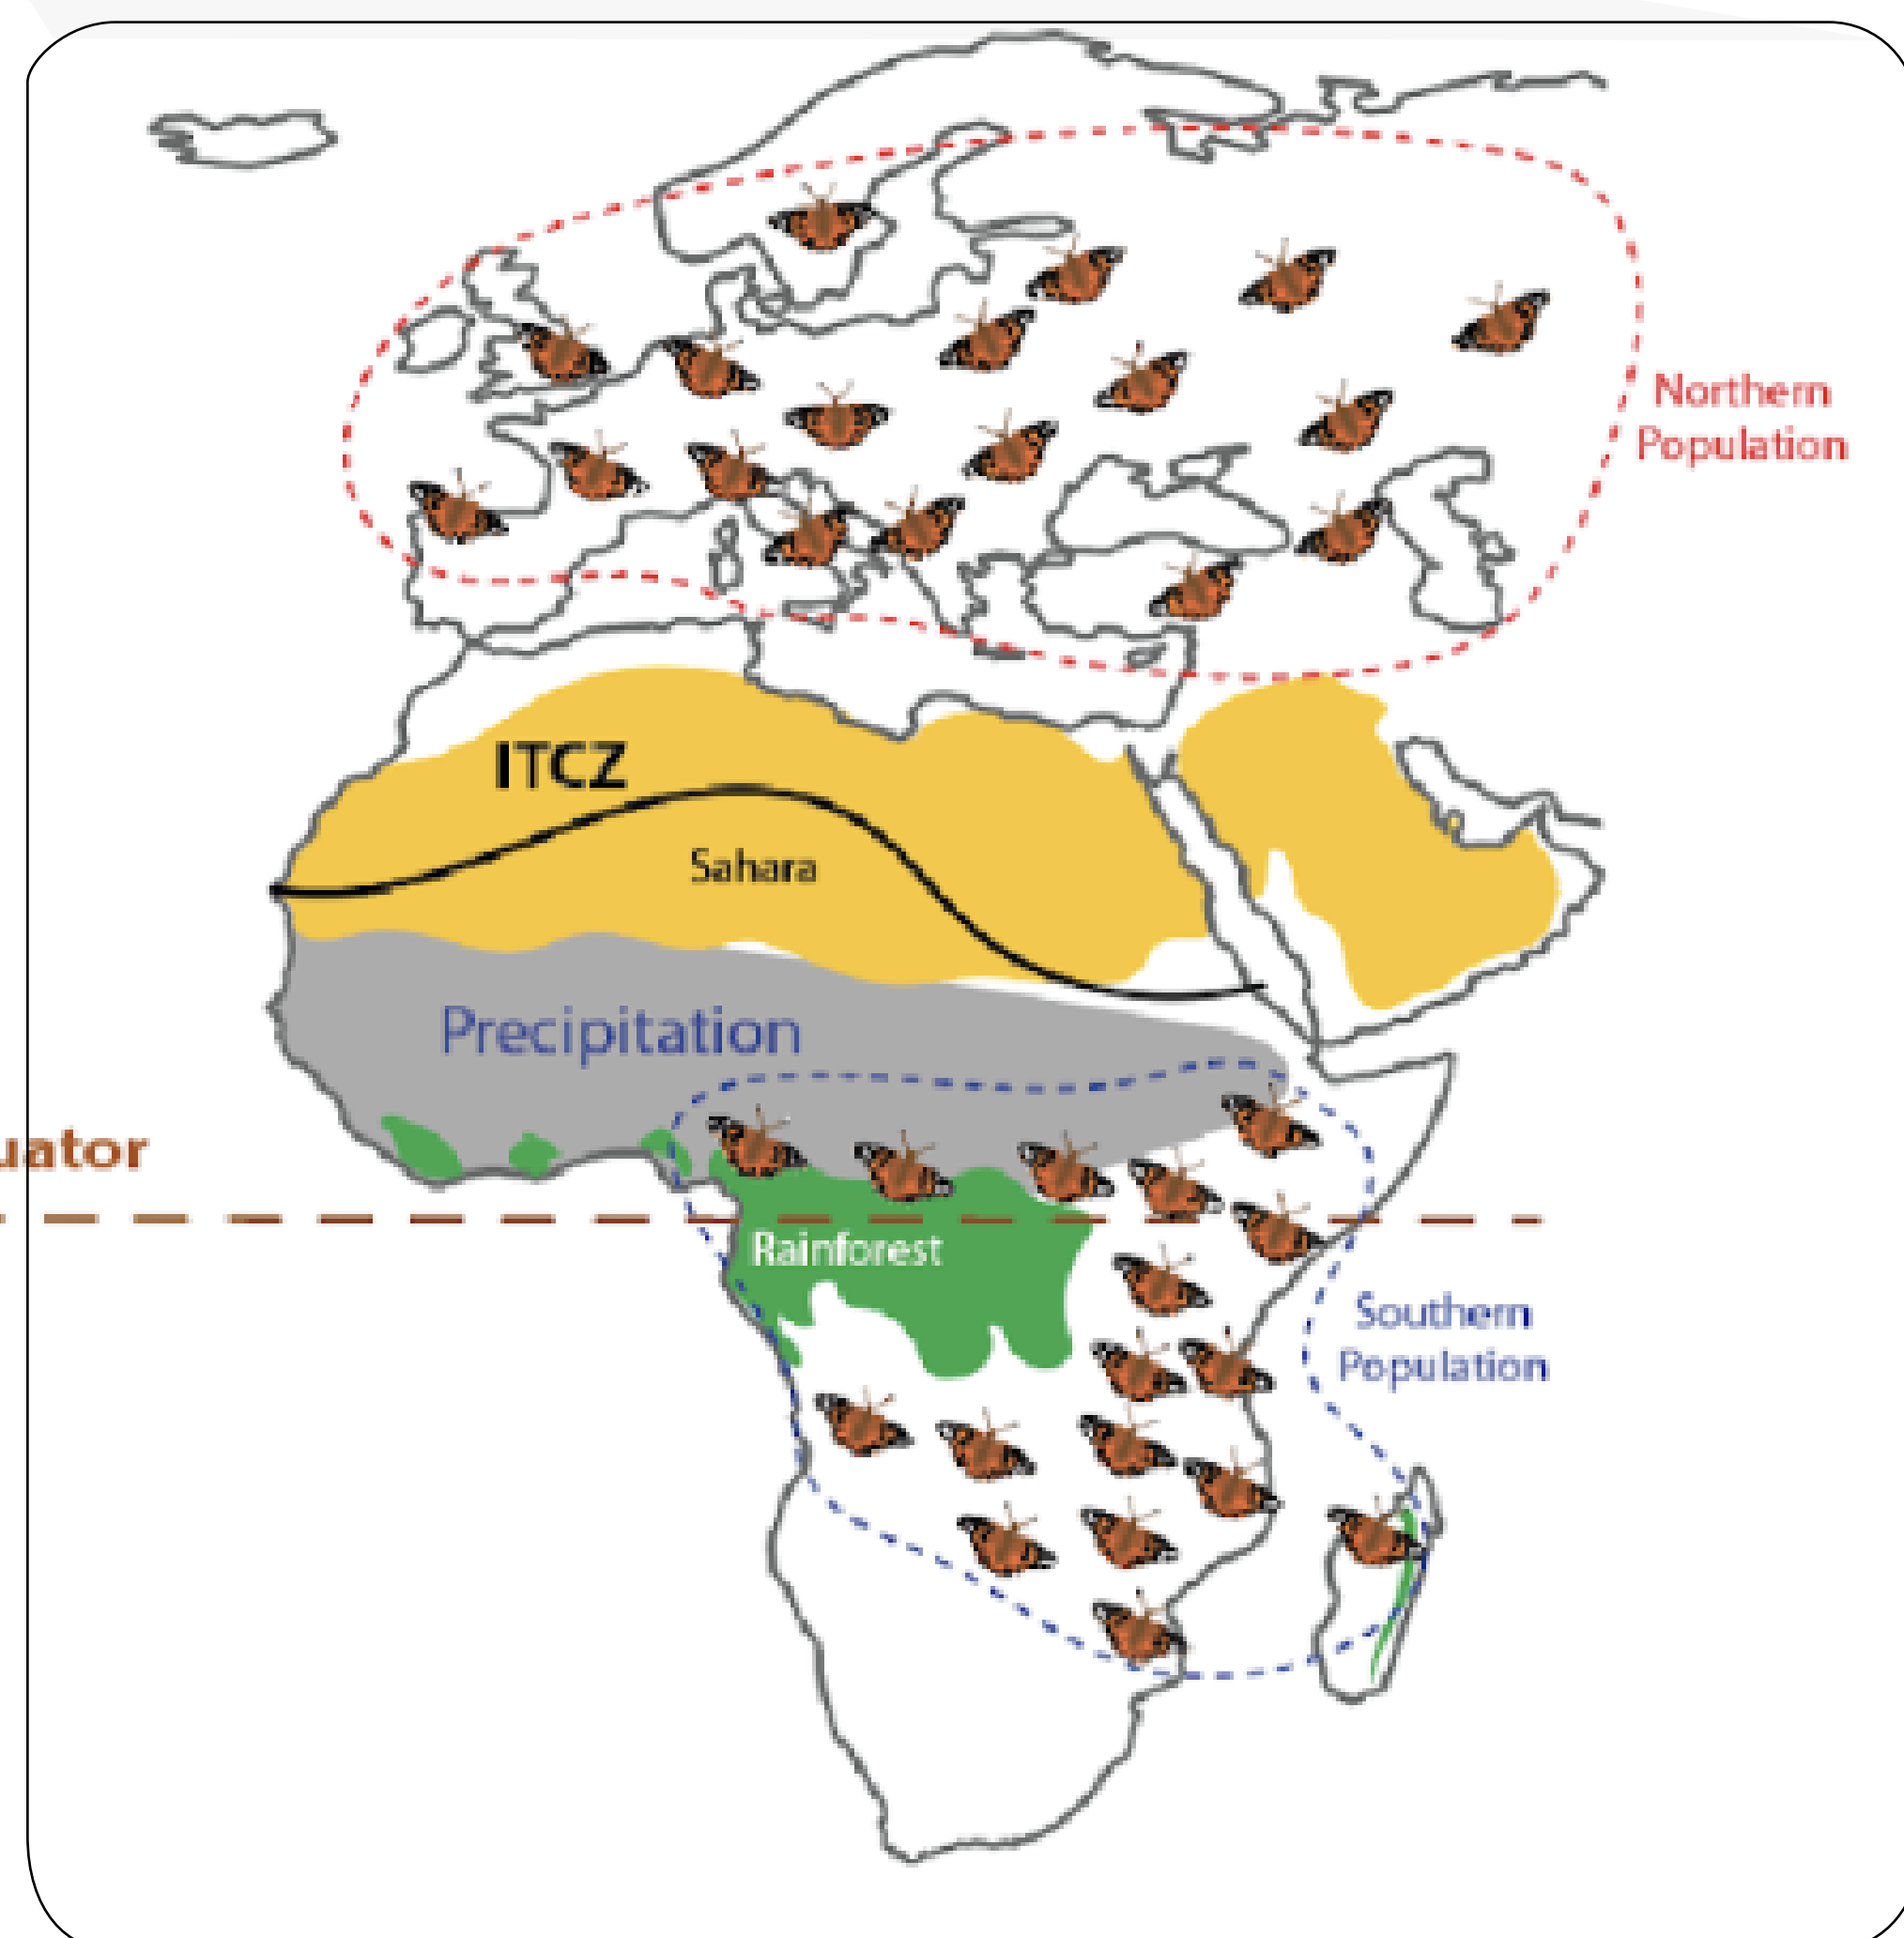 Northern
Population
ITCZ
Sahara
Precipitation
uator
Rainforest
Southern
Population